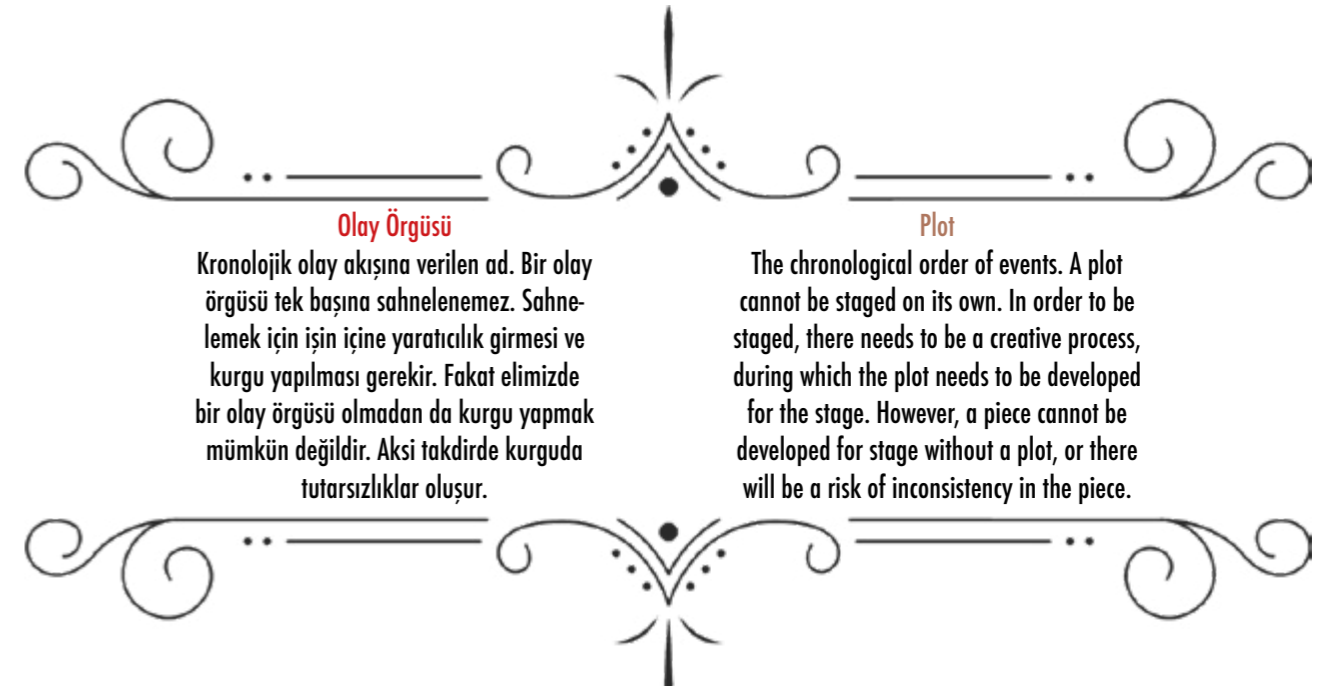 Olay Örgüsü
Kronolojik olay akışına verilen ad. Bir olay
örgüsü tek başına sahnelenemez. Sahne-
lemek için işin içine yaratıcılık girmesi ve
kurgu yapılması gerekir. Fakat elimizde
bir olay örgüsü olmadan da kurgu yapmak
mümkün değildir. Aksi takdirde kurguda
tutarsızlıklar oluşur.
Plot
The chronological order of events. A plot
cannot be staged on its own. In order to be
staged, there needs to be a creative process,
during which the plot needs to be developed
for the stage. However, a piece cannot be
developed for stage without a plot, or there
will be a risk of inconsistency in the piece.